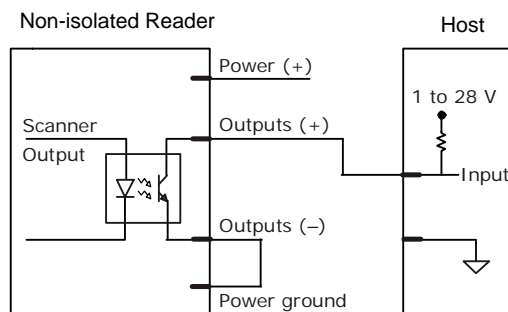 Non-isolated Reader
Host
Power (+)
1 to 28 V
Scanner
Output
Outputs (+)
Input
Outputs (–)
Power ground